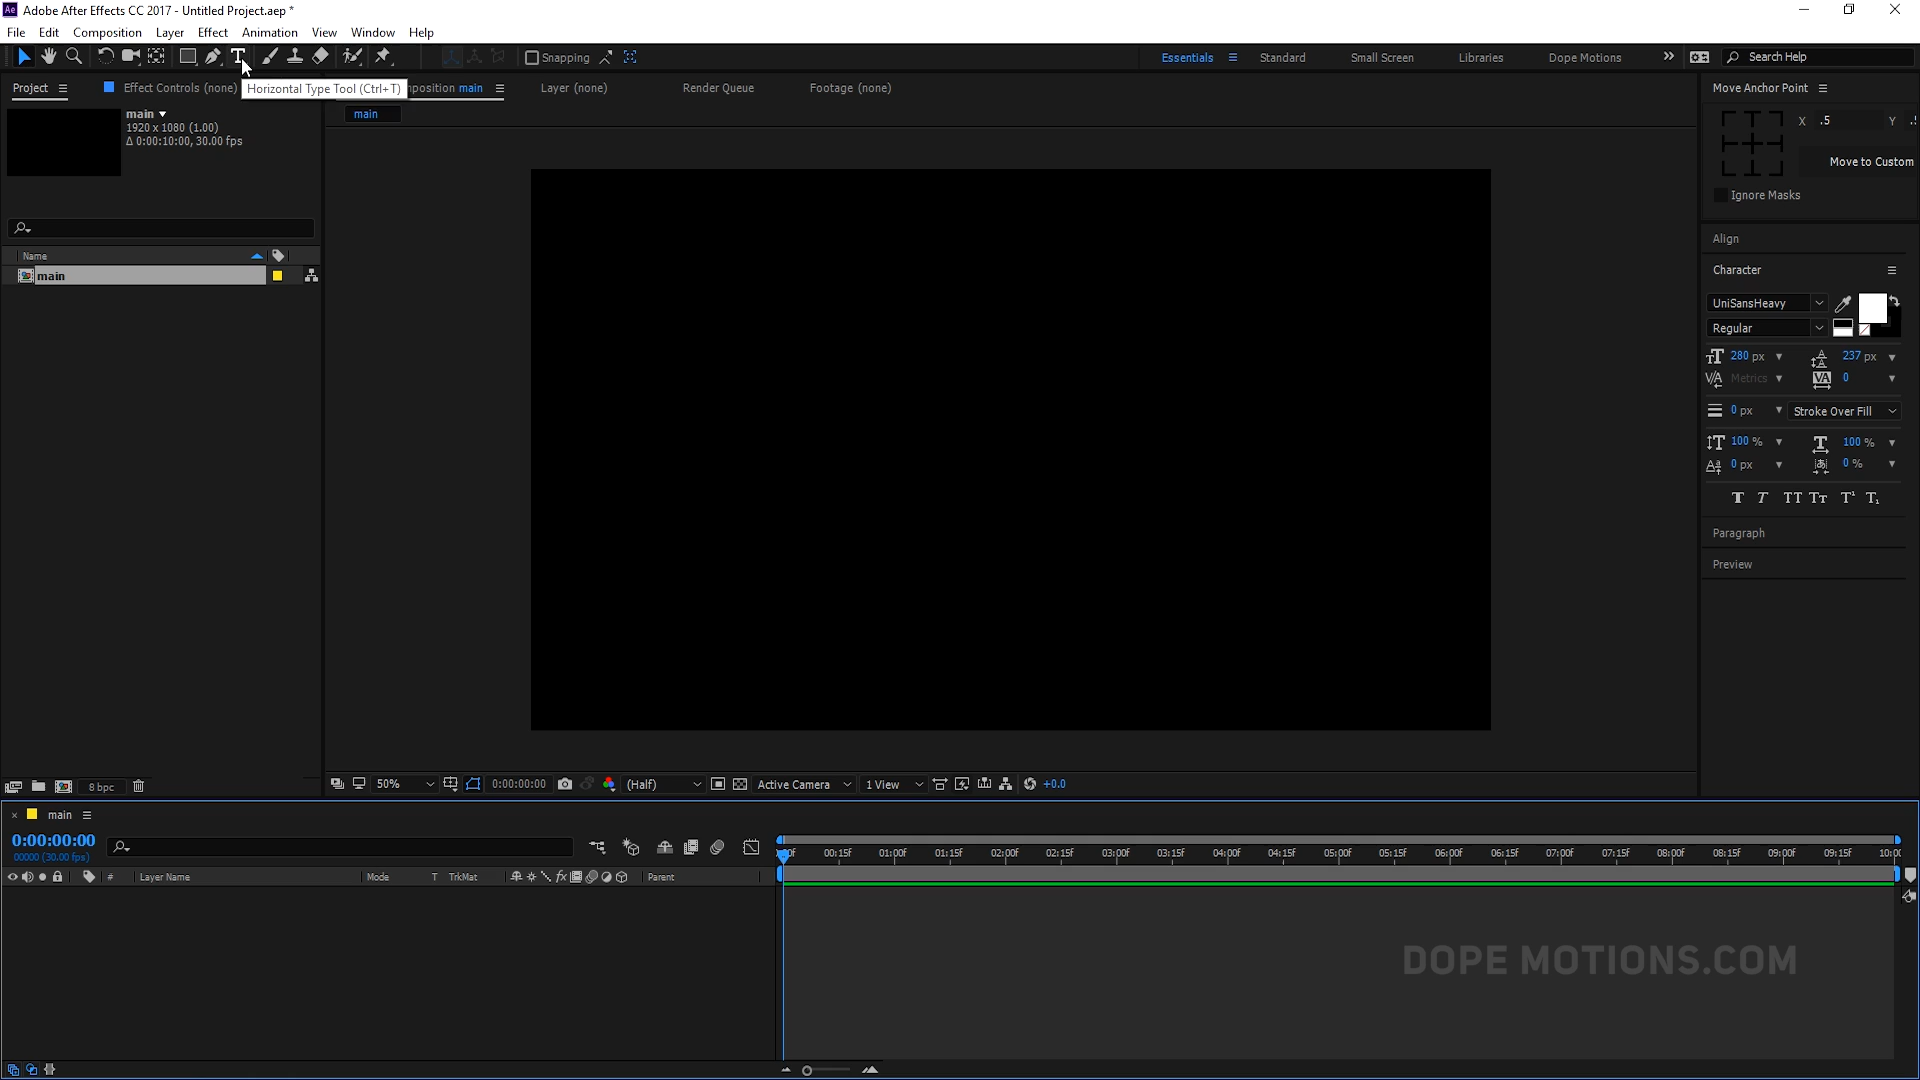 Adobe After Effects CC 2017 - Untitled Project.aep *
File Edit Composition Layer Effect Animation View Window Help
Snapping
Essentials Standard Small Screen Libraries Dope Motions Search Help
Project Effect Controls (none) Horizontal Type Tool (Ctrl+T) position main Layer (none) Render Queue Footage (none)
main
main
1920 x 1080 (1.00)
Δ 0:00:10:00, 30.00 fps
Name
main
Move Anchor Point
X .5 Y
Move to Custom
Ignore Masks
Align
Character
UniSansHeavy
Regular
280 px 237 px
Metrics 0
0 px Stroke Over Fill
100 % 100 %
0 px 0 %
Paragraph
Preview
8 bpc
50% 0:00:00:00 (Half) Active Camera 1 View +0.0
main
0:00:00:00
00000 (30.00 fps)
00:15f 01:00f 01:15f 02:00f 02:15f 03:00f 03:15f 04:00f 04:15f 05:00f 05:15f 06:00f 06:15f 07:00f 07:15f 08:00f 08:15f 09:00f 09:15f
# Layer Name Mode T TrkMat fx Parent
DOPE MOTIONS.COM